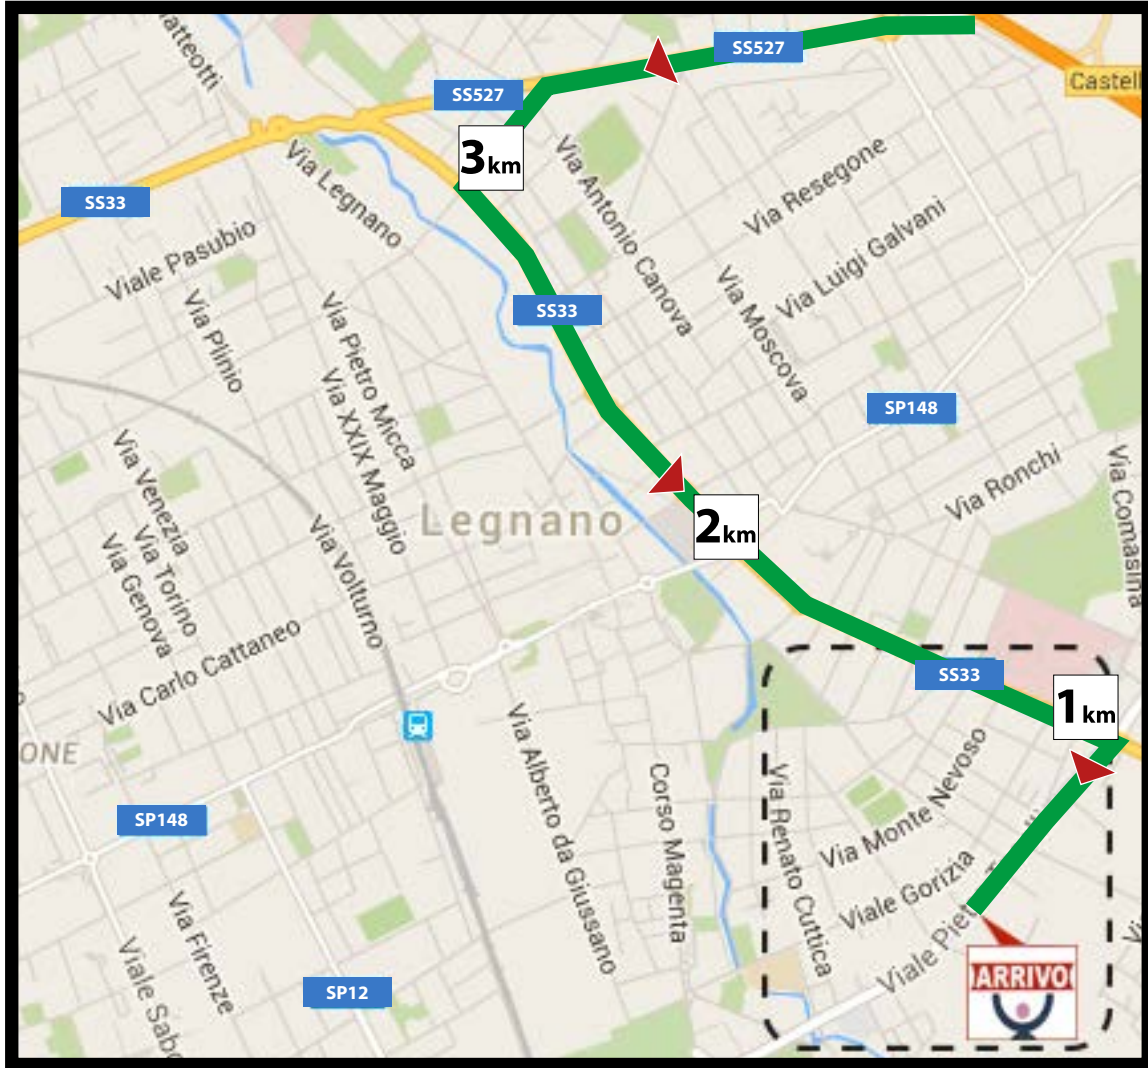 atteotti
SS527
SS527
Castell
3km
SS33
Via Legnano
Viale Pasubio
Via Plinio
Via Antonio Canova
Via Resegone
Via Luigi Galvani
Via Moscova
SS33
Via Pietro Micca
Via XXIX Maggio
SP148
Via Venezia
Via Torino
Via Genova
Via Volturno
Legnano
2km
Via Ronchi
Via Comasina
Via Carlo Cattaneo
SS33
1km
ONE
SP148
Via Alberto da Giussano
Corso Magenta
Via Renato Cuttica
Via Monte Nevoso
Viale Gorizia
Viale Piet
Via Firenze
Viale Sabo
SP12
ARRIVO